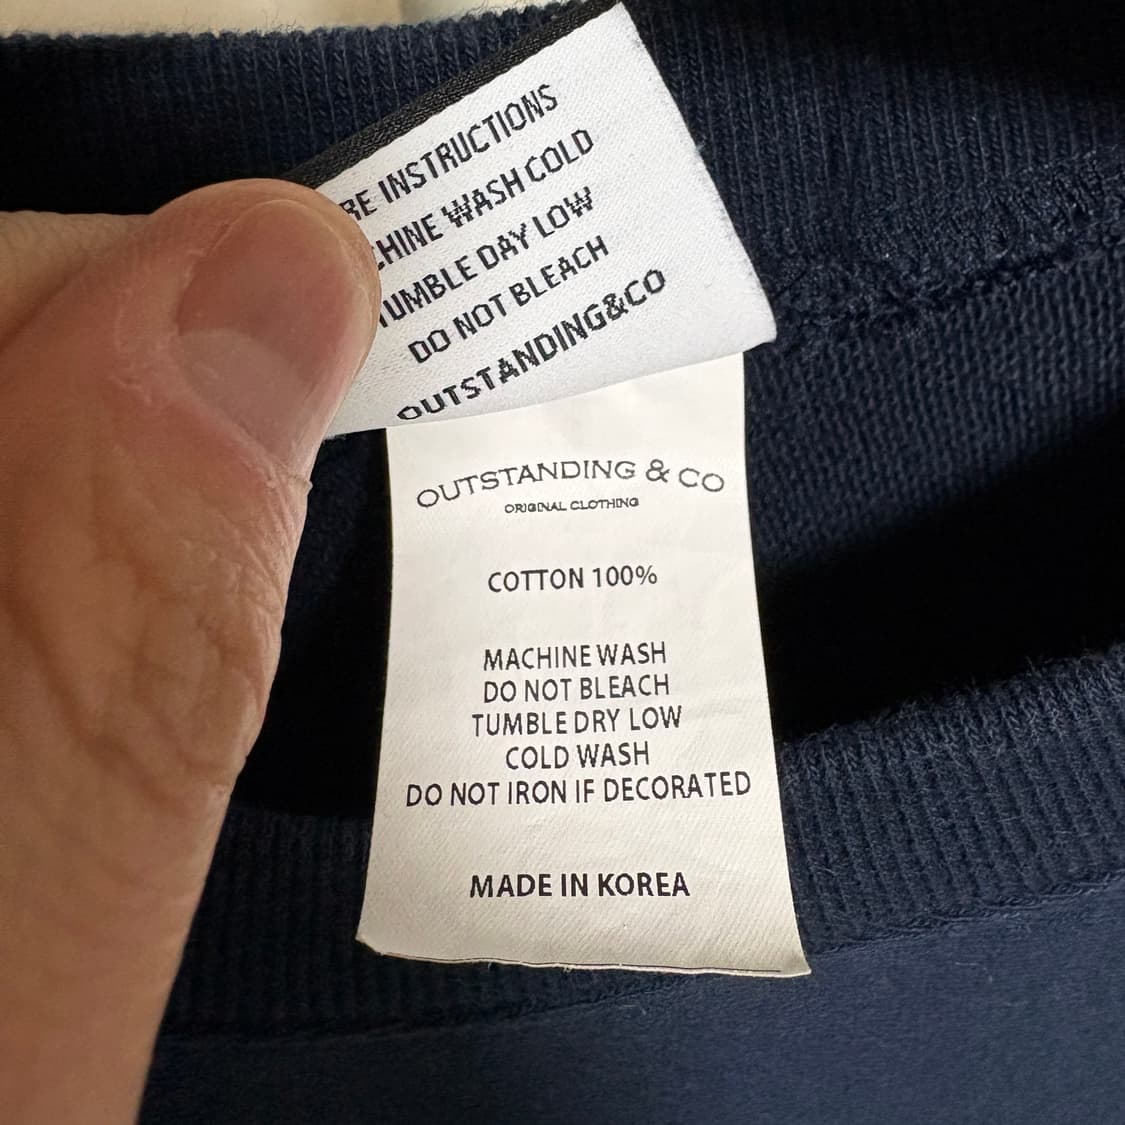 RE INSTRUCTIONS
CHINE WASH COLD
TUMBLE DAY LOW
DO NOT BLEACH
OUTSTANDING&CO
OUTSTANDING & CO
ORIGINAL CLOTHING
COTTON 100%
MACHINE WASH
DO NOT BLEACH
TUMBLE DRY LOW
COLD WASH
DO NOT IRON IF DECORATED
MADE IN KOREA